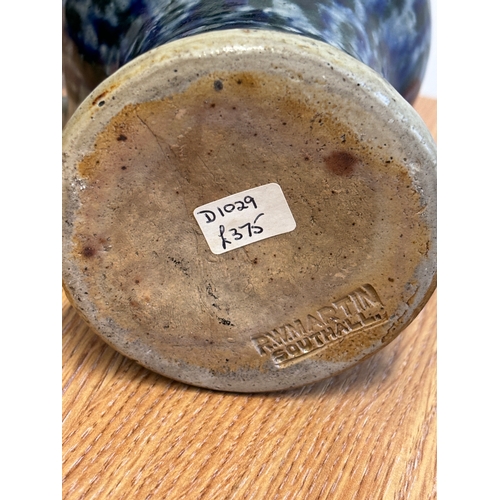 D1029
£375
R.W.MARTIN
SOUTHALL.